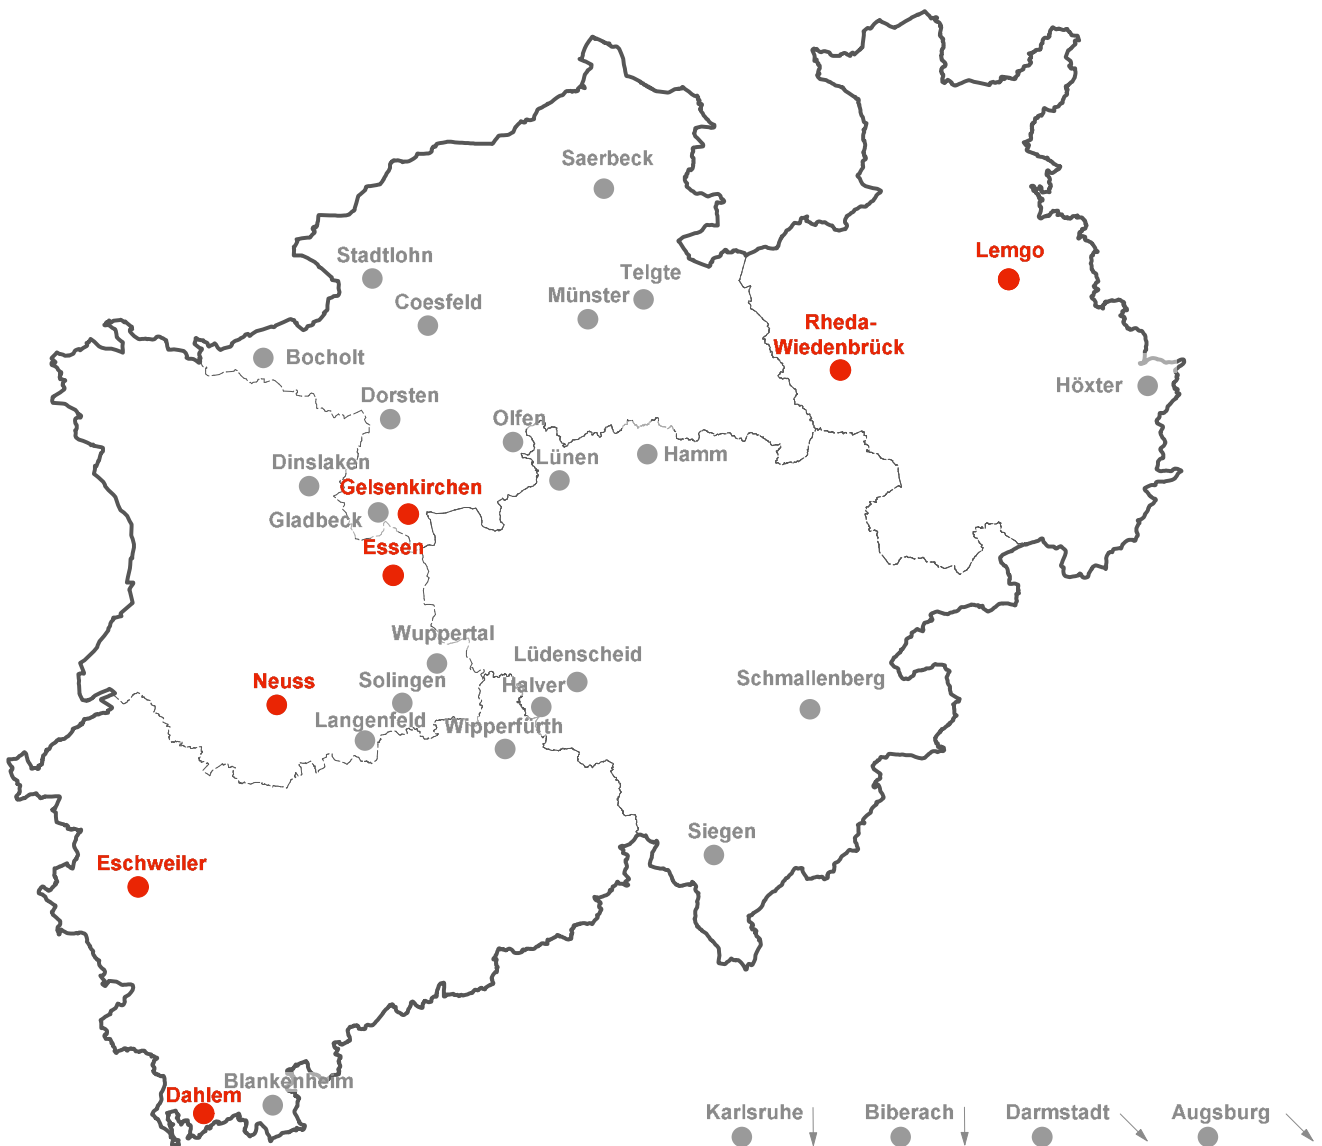 Saerbeck
Lemgo
Stadtlohn
Telgte
Münster
Coesfeld
Rheda-
Wiedenbrück
Bocholt
Höxter
Dorsten
Olfen
Hamm
Lünen
Dinslaken
Gelsenkirchen
Gladbeck
Essen
Wuppertal
Lüdenscheid
Schmallenberg
Neuss
Solingen
Halver
Langenfeld
Wipperfürth
Siegen
Eschweiler
Blankenheim
Dahlem
Karlsruhe
Biberach
Darmstadt
Augsburg